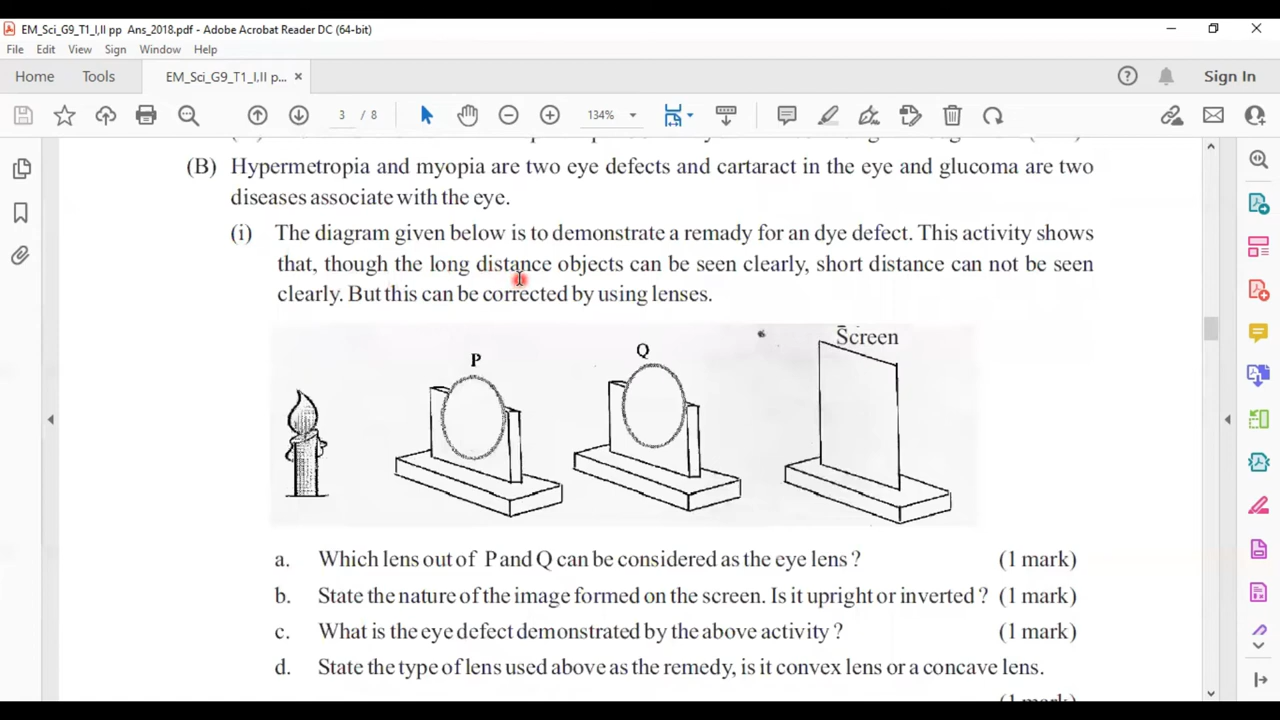 EM_Sci_G9_T1_I,II pp Ans_2018.pdf - Adobe Acrobat Reader DC (64-bit)
File Edit View Sign Window Help
Home Tools EM_Sci_G9_T1_I,II p... Sign In
3 / 8 134%
(B) Hypermetropia and myopia are two eye defects and cartaract in the eye and glucoma are two
diseases associate with the eye.
(i) The diagram given below is to demonstrate a remady for an dye defect. This activity shows
that, though the long distance objects can be seen clearly, short distance can not be seen
clearly. But this can be corrected by using lenses.
P Q Screen
a. Which lens out of P and Q can be considered as the eye lens ? (1 mark)
b. State the nature of the image formed on the screen. Is it upright or inverted ? (1 mark)
c. What is the eye defect demonstrated by the above activity ? (1 mark)
d. State the type of lens used above as the remedy, is it convex lens or a concave lens.